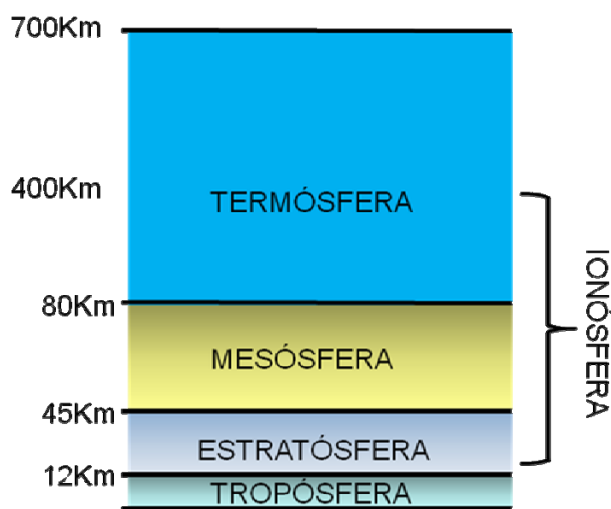 700Km
400Km
TERMÓSFERA
80Km
MESÓSFERA
45Km
ESTRATÓSFERA
12Km
TROPÓSFERA
IONÓSFERA